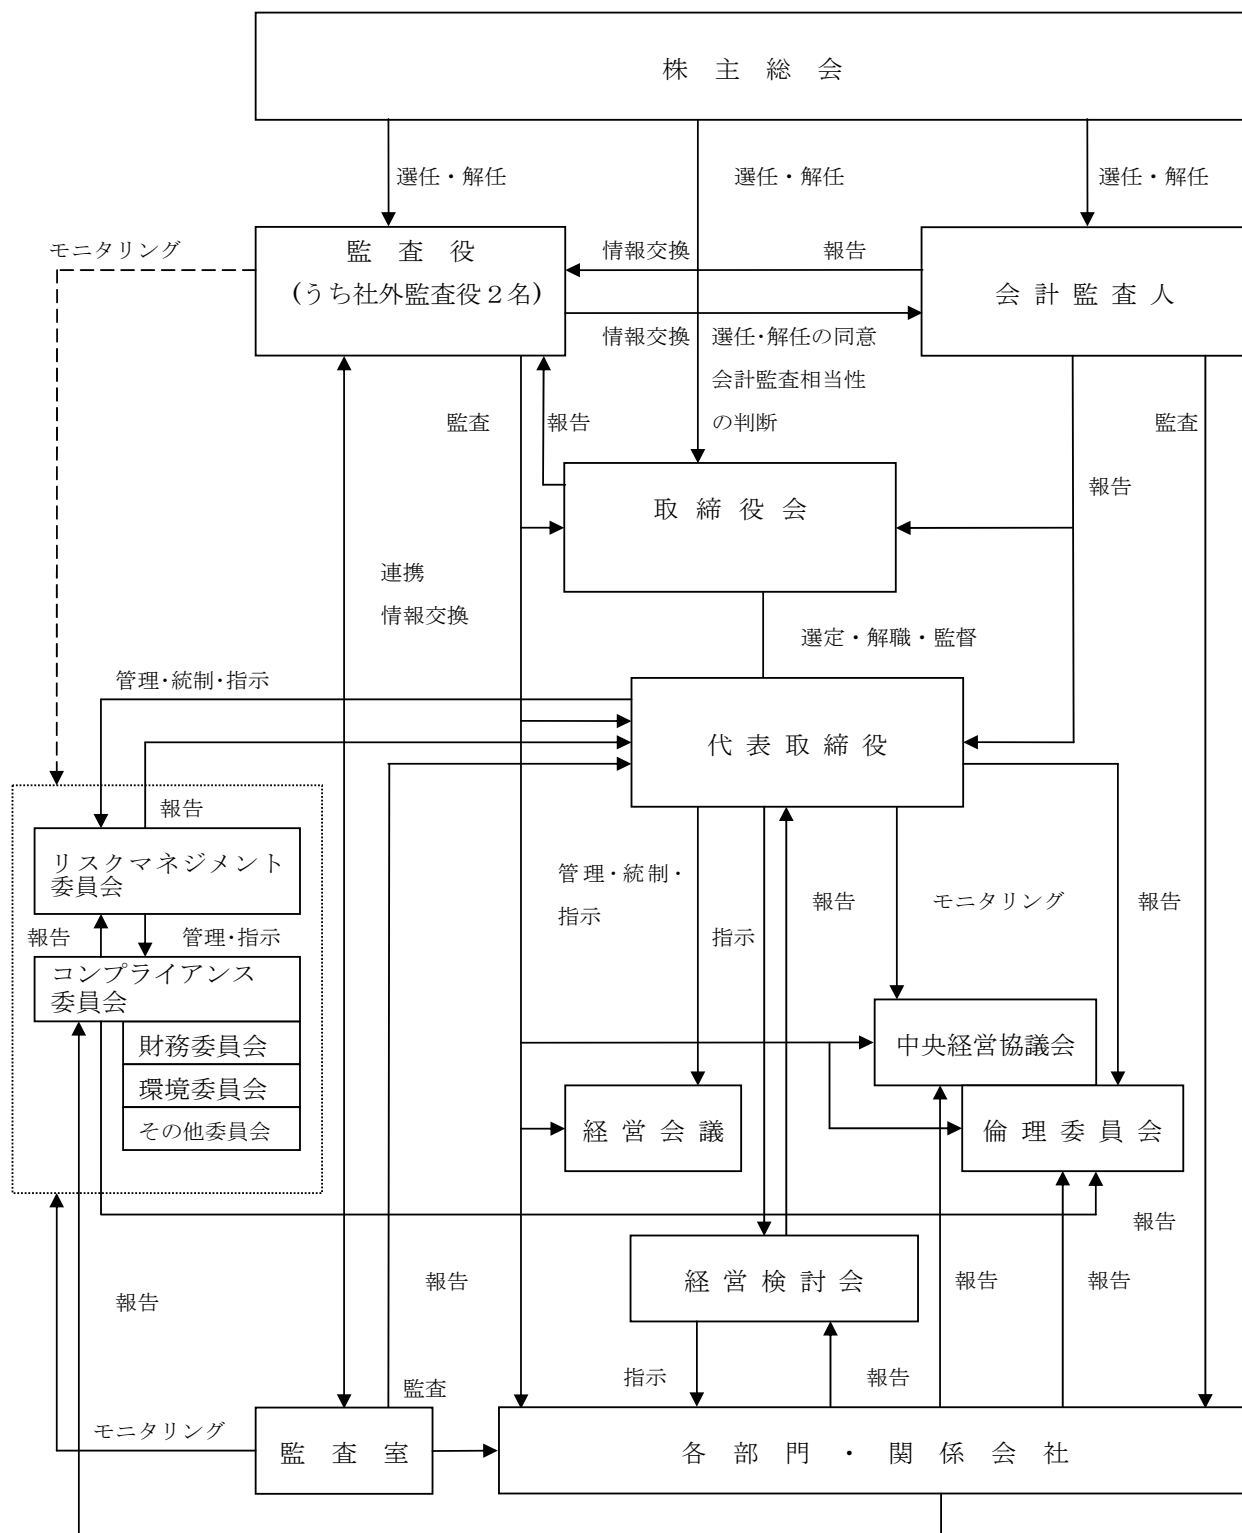 株主総会
選任・解任
選任・解任
選任・解任
モニタリング
監査役
(うち社外監査役２名)
情報交換
報告
会計監査人
情報交換
選任・解任の同意
会計監査相当性
の判断
監査
報告
監査
取締役会
報告
連携
情報交換
選定・解職・監督
管理・統制・指示
代表取締役
報告
リスクマネジメント
委員会
管理・統制・
指示
指示
報告
モニタリング
報告
報告
管理・指示
コンプライアンス
委員会
財務委員会
環境委員会
その他委員会
中央経営協議会
経営会議
倫理委員会
報告
報告
報告
経営検討会
報告
報告
指示
報告
監査
モニタリング
監査室
各部門・関係会社